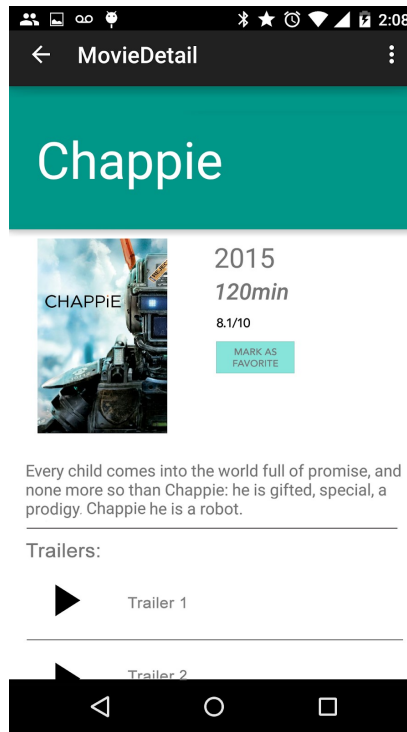 2:08
MovieDetail
Chappie
CHAPPiE
2015
120min
8.1/10
MARK AS
FAVORITE
Every child comes into the world full of promise, and
none more so than Chappie: he is gifted, special, a
prodigy. Chappie he is a robot.
Trailers:
Trailer 1
Trailer 2